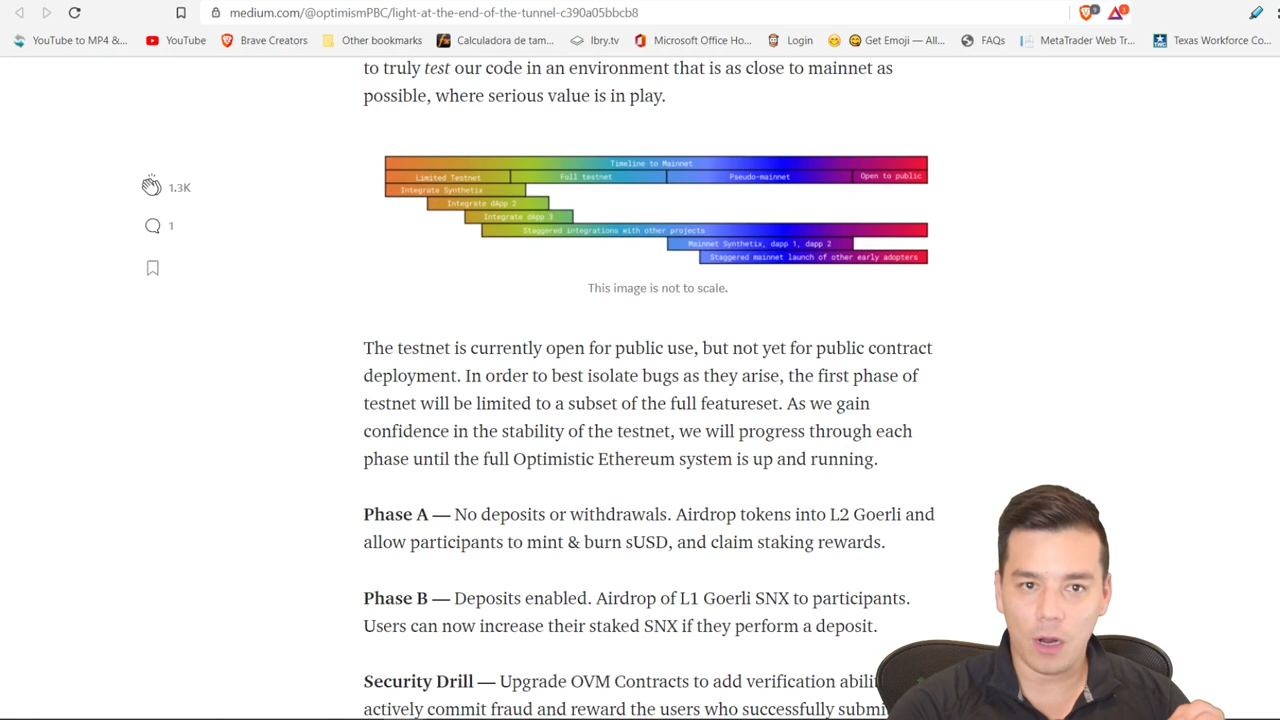 medium.com/@optimismPBC/light-at-the-end-of-the-tunnel-c390a05bbcb8
9
3
YouTube to MP4 &... YouTube Brave Creators Other bookmarks Calculadora de tam... lbry.tv Microsoft Office Ho... Login Get Emoji — All... FAQs MetaTrader Web Tr... Texas Workforce Co...
to truly test our code in an environment that is as close to mainnet as
possible, where serious value is in play.
Timeline to Mainnet
Limited Testnet Full testnet Pseudo-mainnet Open to public
Integrate Synthetix
Integrate dApp 2
Integrate dApp 3
Staggered integrations with other projects
Mainnet Synthetix, dapp 1, dapp 2
Staggered mainnet launch of other early adopters
1.3K
1
This image is not to scale.
The testnet is currently open for public use, but not yet for public contract
deployment. In order to best isolate bugs as they arise, the first phase of
testnet will be limited to a subset of the full featureset. As we gain
confidence in the stability of the testnet, we will progress through each
phase until the full Optimistic Ethereum system is up and running.
Phase A — No deposits or withdrawals. Airdrop tokens into L2 Goerli and
allow participants to mint & burn sUSD, and claim staking rewards.
Phase B — Deposits enabled. Airdrop of L1 Goerli SNX to participants.
Users can now increase their staked SNX if they perform a deposit.
Security Drill — Upgrade OVM Contracts to add verification abili
actively commit fraud and reward the users who successfully submi